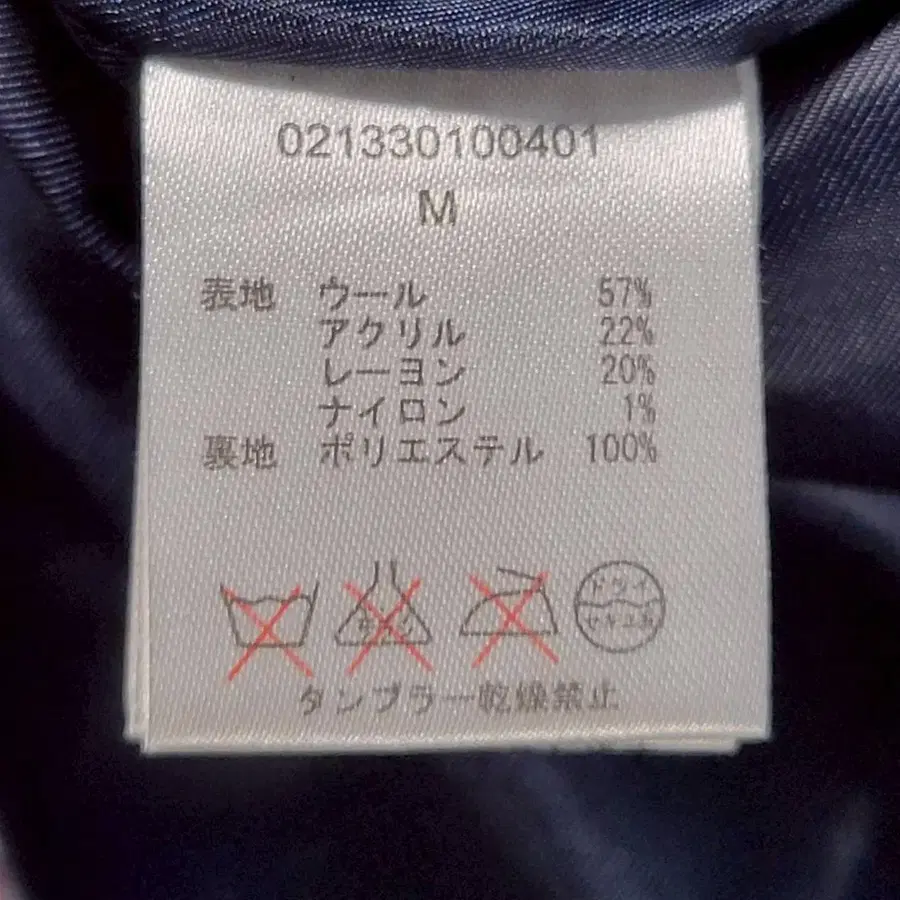 021330100401
M
表地 ウール 57%
アクリル 22%
レーヨン 20%
ナイロン 1%
裏地 ポリエステル 100%
ドライ
セキユ系
タンブラー乾燥禁止